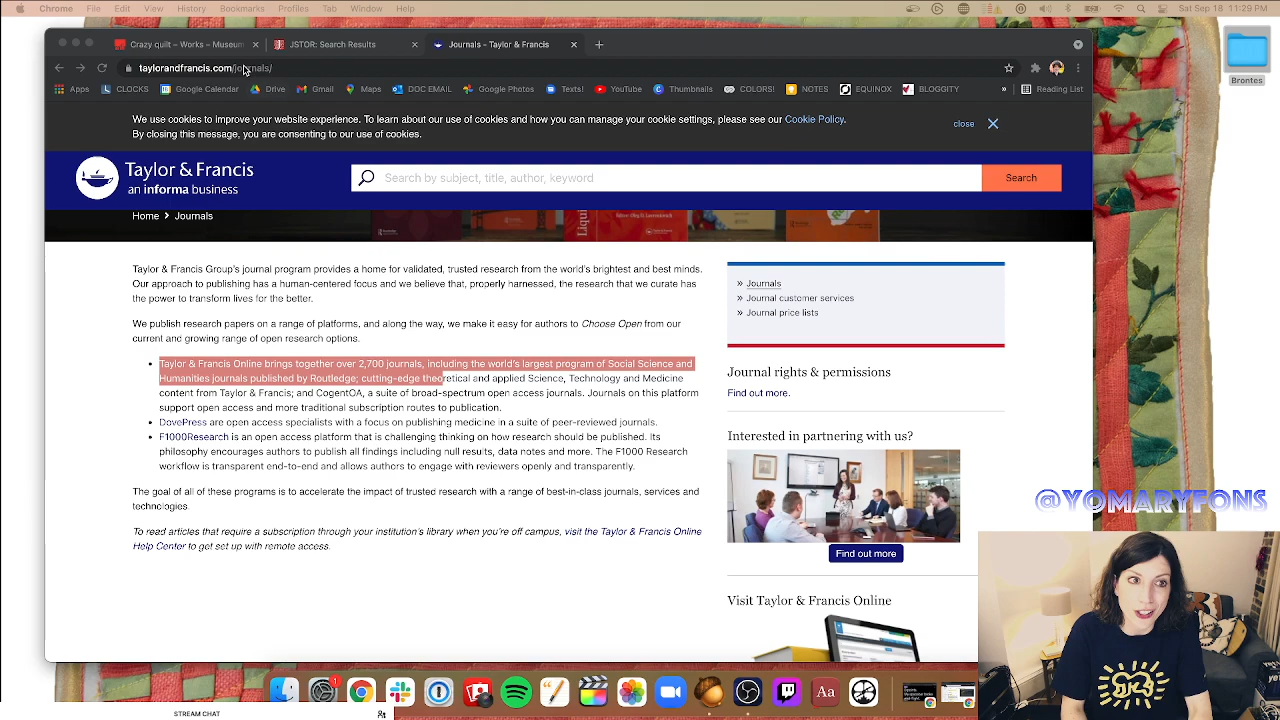 Chrome File Edit View History Bookmarks Profiles Tab Window Help Sat Sep 18 11:29 PM
Crazy quilt – Works – Museum JSTOR: Search Results Journals - Taylor & Francis
taylorandfrancis.com/journals/
Apps CLOCKS Google Calendar Drive Gmail Maps DDC EMAIL Google Photos Texts! YouTube Thumbnails COLORS! NOTES EQUINOX BLOGGITY » Reading List
Brontes
We use cookies to improve your website experience. To learn about our use of cookies and how you can manage your cookie settings, please see our Cookie Policy.
By closing this message, you are consenting to our use of cookies.
close
Taylor & Francis
an informa business
Search by subject, title, author, keyword
Search
Home > Journals
Taylor & Francis Group's journal program provides a home for validated, trusted research from the world's brightest and best minds.
Our approach to publishing has a human-centered focus and we believe that, properly harnessed, the research that we curate has
the power to transform lives for the better.
We publish research papers on a range of platforms, and along the way, we make it easy for authors to Choose Open from our
current and growing range of open research options.
• Taylor & Francis Online brings together over 2,700 journals, including the world's largest program of Social Science and
Humanities journals published by Routledge; cutting-edge theoretical and applied Science, Technology and Medicine
content from Taylor & Francis; and CogentOA, a suite of broad-spectrum open access journals. Journals on this platform
support open access and more traditional subscription routes to publication.
• DovePress are open access specialists with a focus on publishing medicine in a suite of peer-reviewed journals.
• F1000Research is an open access platform that is challenging thinking on how research should be published. Its
philosophy encourages authors to publish all findings including null results, data notes and more. The F1000 Research
workflow is transparent end-to-end and allows authors to engage with reviewers openly and transparently.
The goal of all of these programs is to accelerate the impact of trusted research with a range of best-in-class journals, services and
technologies.
To read articles that require a subscription through your institution's library when you're off campus, visit the Taylor & Francis Online
Help Center to get set up with remote access.
» Journals
» Journal customer services
» Journal price lists
Journal rights & permissions
Find out more.
Interested in partnering with us?
Find out more
Visit Taylor & Francis Online
@YOMARYFONS
Aa
STREAM CHAT